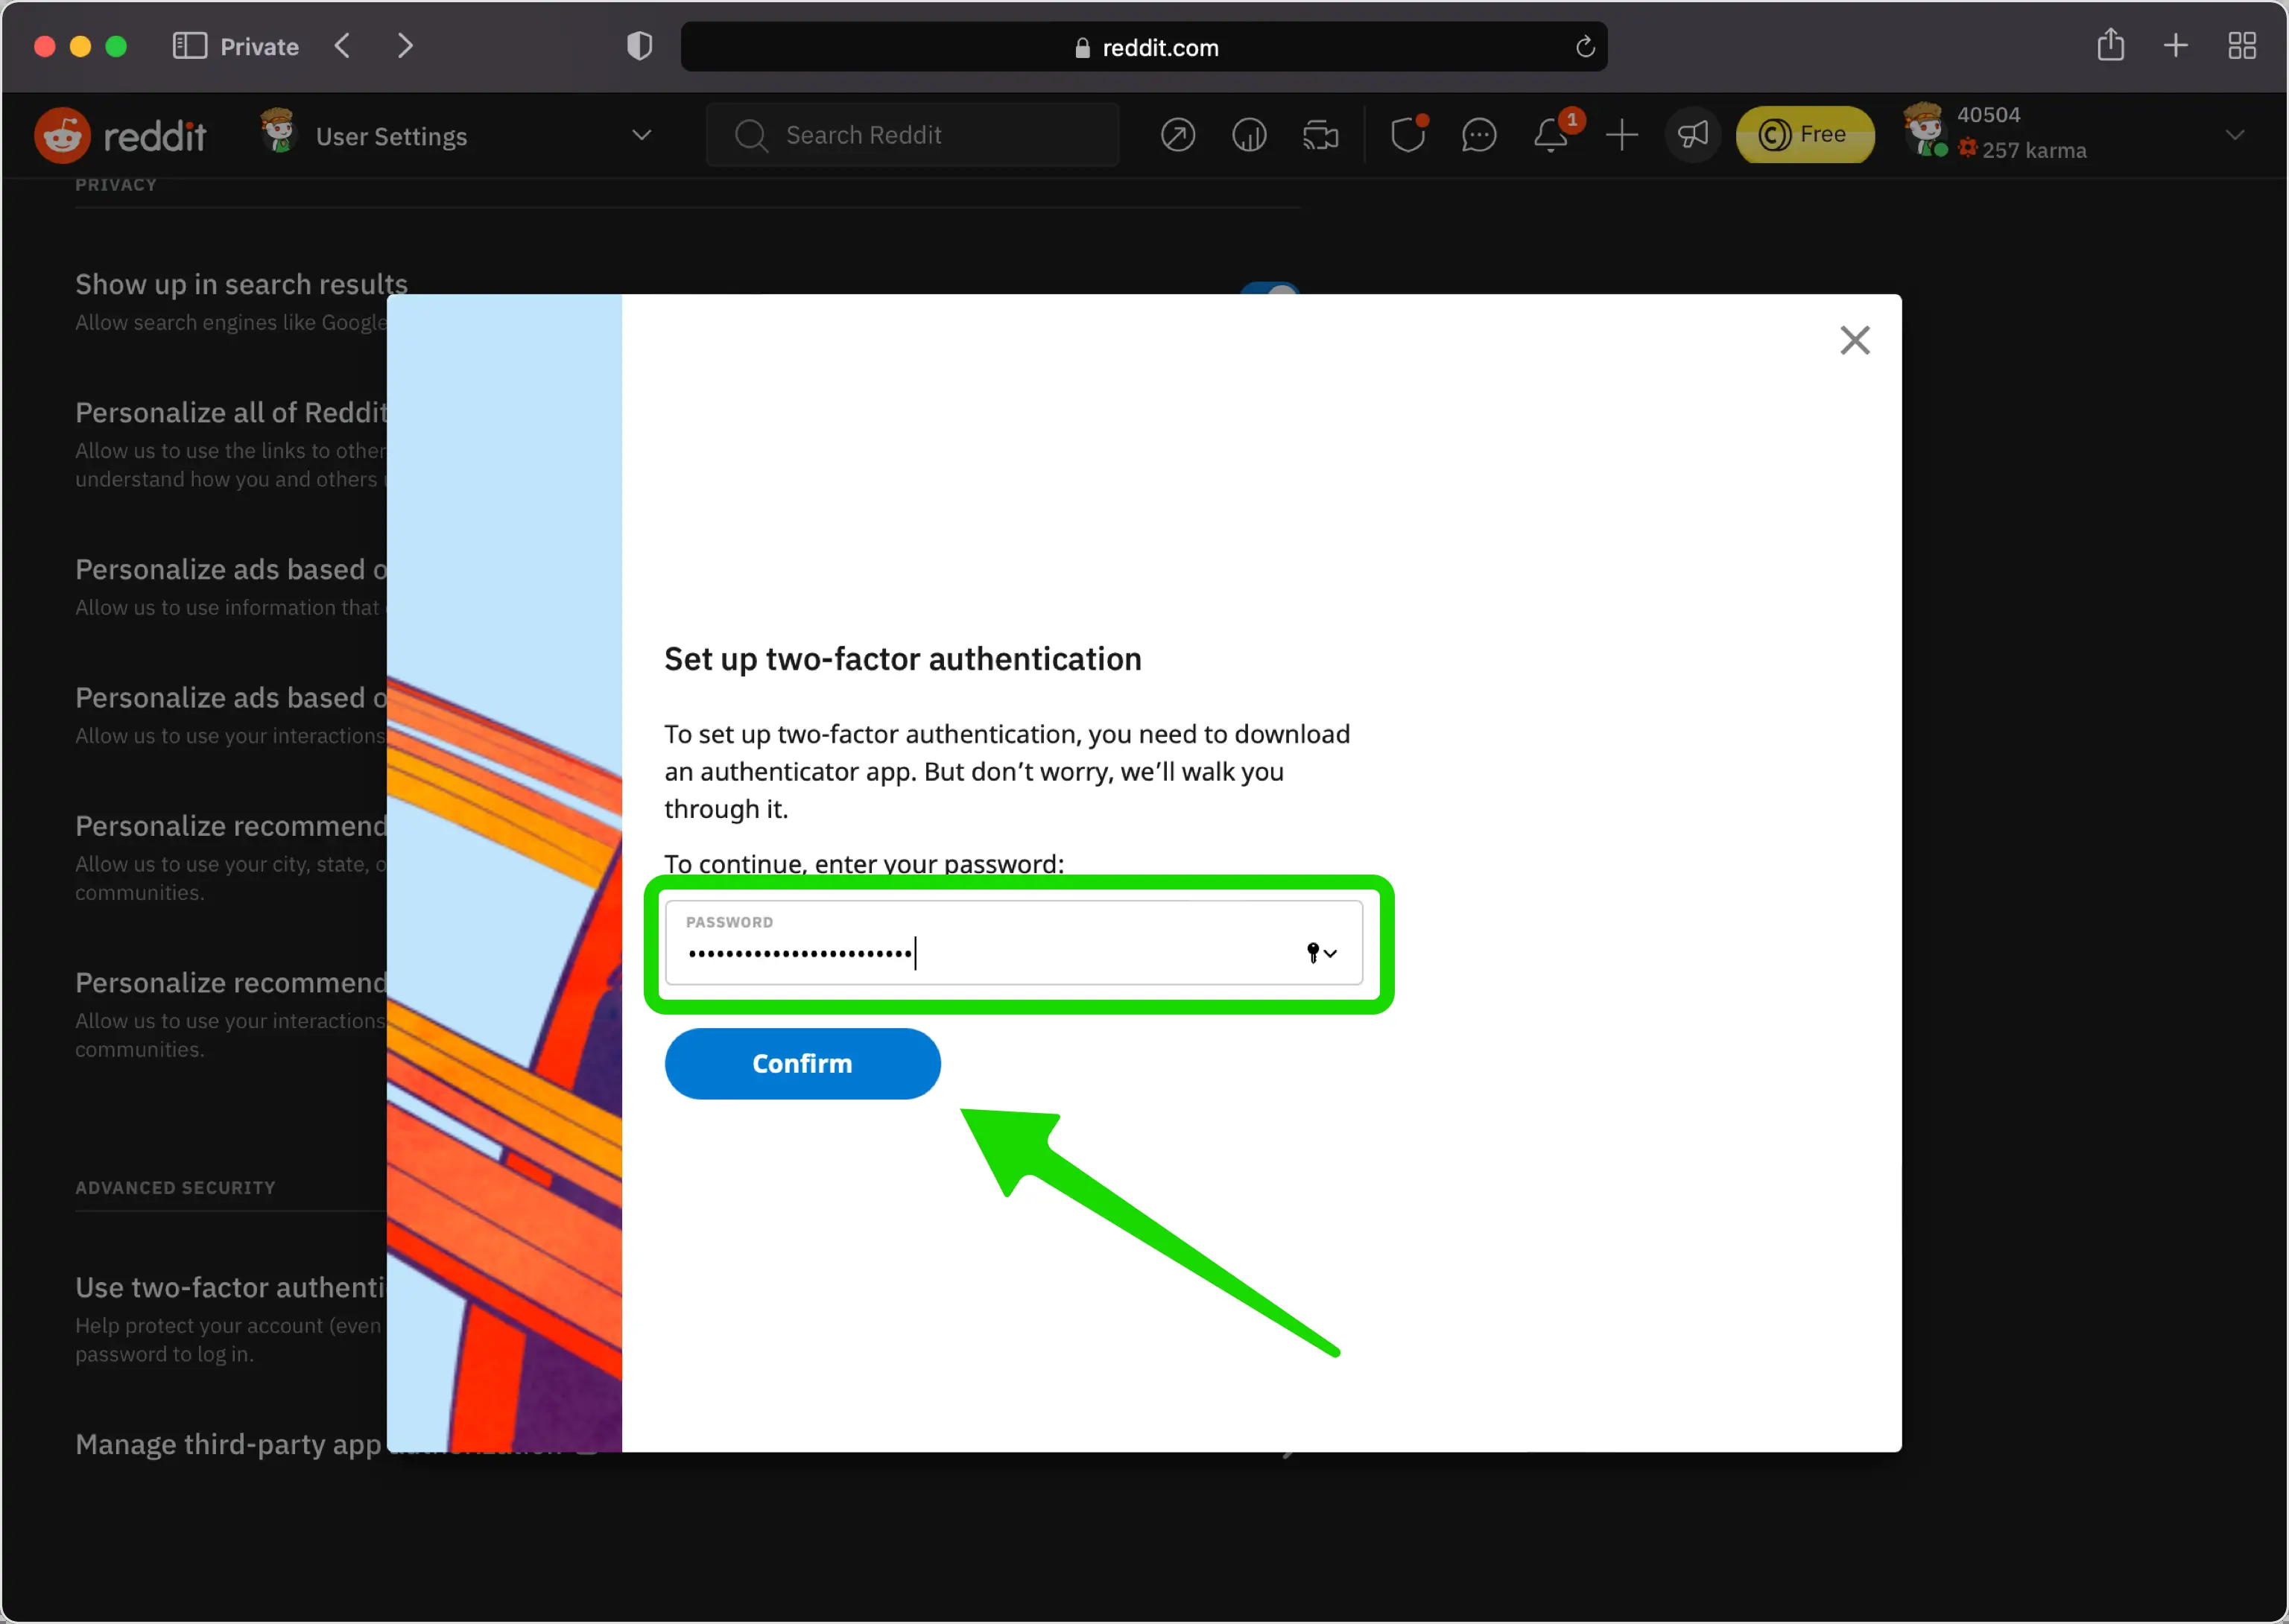 Private
reddit.com
reddit
User Settings
Search Reddit
1
Free
40504
257 karma
PRIVACY
Show up in search results
Allow search engines like Google
Personalize all of Reddit
Allow us to use the links to other
understand how you and others
Personalize ads based o
Allow us to use information that
Personalize ads based o
Allow us to use your interactions
Personalize recommend
Allow us to use your city, state, o
communities.
Personalize recommend
Allow us to use your interactions
communities.
ADVANCED SECURITY
Use two-factor authenti
Help protect your account (even
password to log in.
Manage third-party app
Set up two-factor authentication
To set up two-factor authentication, you need to download
an authenticator app. But don’t worry, we’ll walk you
through it.
To continue, enter your password:
PASSWORD
Confirm